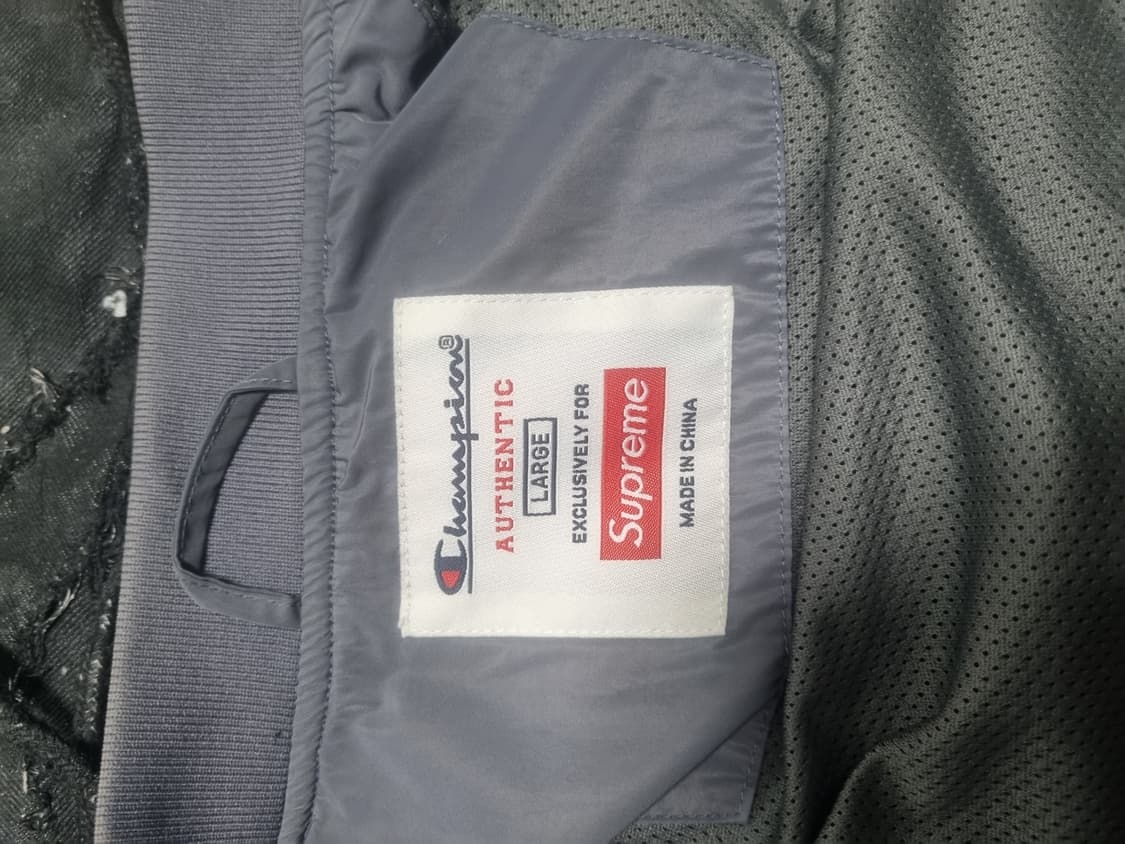 Champion®
AUTHENTIC
LARGE
EXCLUSIVELY FOR
Supreme
MADE IN CHINA